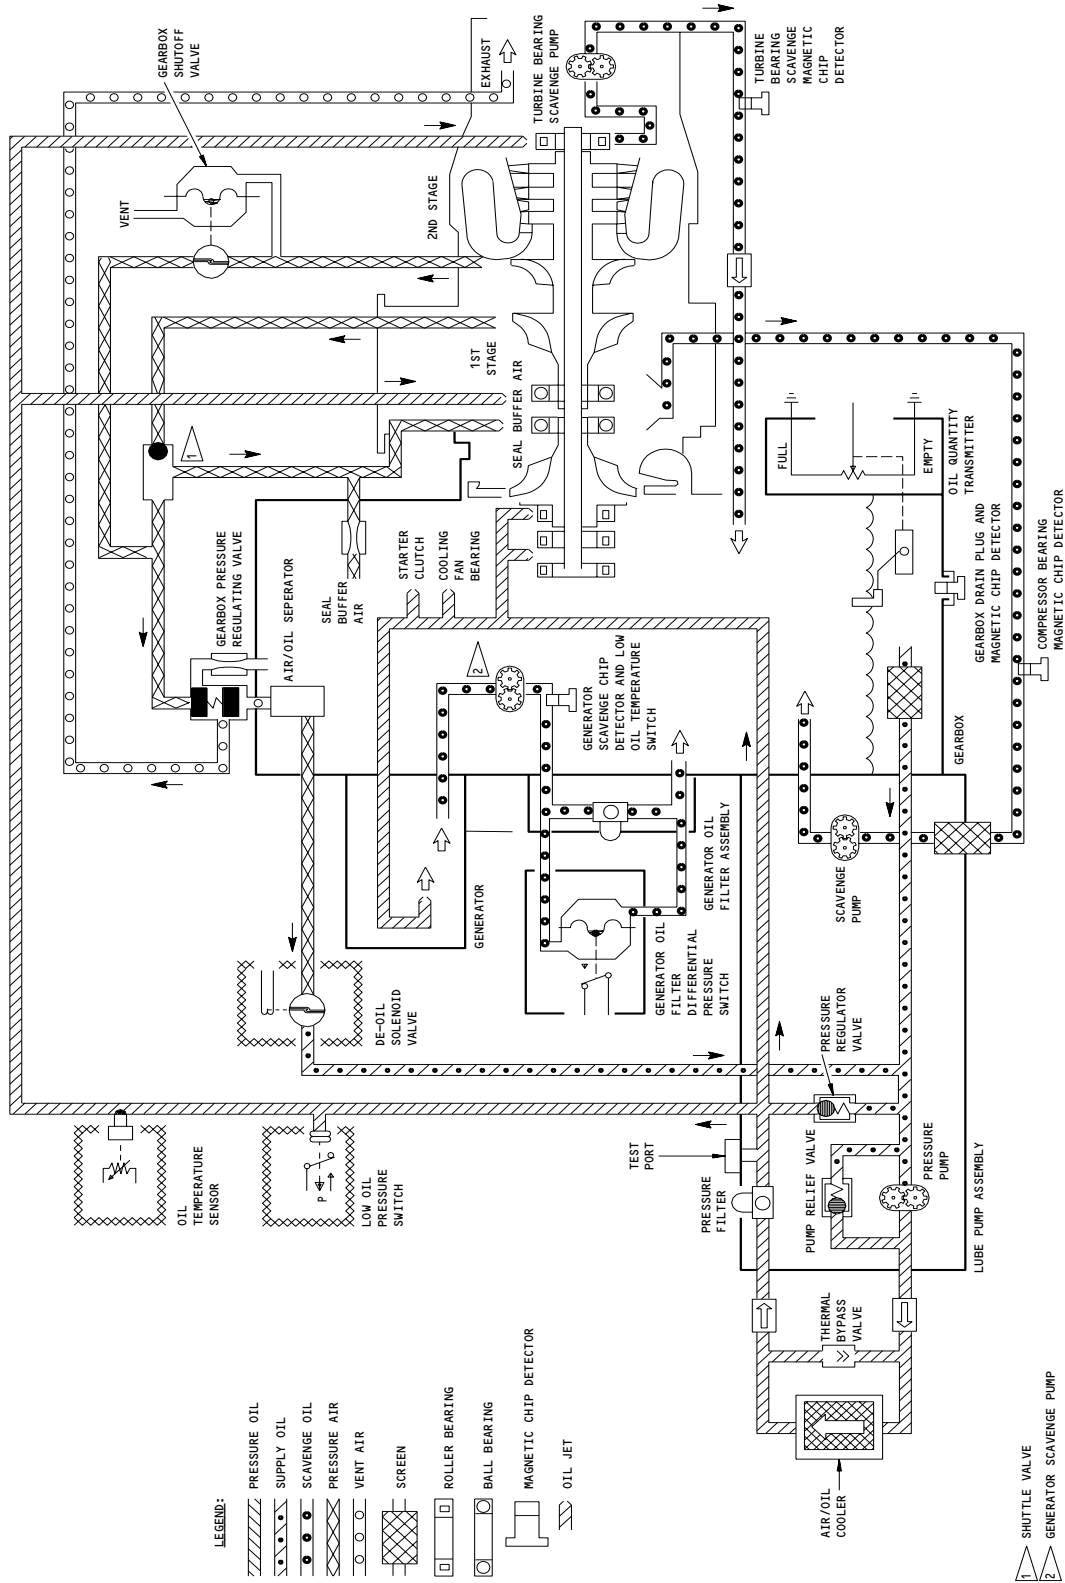 GEARBOX
SHUTOFF
VALVE
VENT
EXHAUST
TURBINE BEARING
SCAVENGE PUMP
TURBINE
BEARING
SCAVENGE
MAGNETIC
CHIP
DETECTOR
2ND STAGE
1ST
STAGE
SEAL BUFFER AIR
1
GEARBOX PRESSURE
REGULATING VALVE
AIR/OIL SEPERATOR
SEAL
BUFFER
AIR
STARTER
CLUTCH
COOLING
FAN
BEARING
2
GENERATOR
SCAVENGE CHIP
DETECTOR AND LOW
OIL TEMPERATURE
SWITCH
FULL
EMPTY
OIL QUANTITY
TRANSMITTER
GEARBOX DRAIN PLUG AND
MAGNETIC CHIP DETECTOR
COMPRESSOR BEARING
MAGNETIC CHIP DETECTOR
GEARBOX
GENERATOR
GENERATOR OIL
FILTER ASSEMBLY
GENERATOR OIL
FILTER
DIFFERENTIAL
PRESSURE
SWITCH
SCAVENGE
PUMP
DE-OIL
SOLENOID
VALVE
PRESSURE
REGULATOR
VALVE
OIL
TEMPERATURE
SENSOR
P
LOW OIL
PRESSURE
SWITCH
TEST
PORT
PRESSURE
FILTER
PUMP RELIEF VALVE
PRESSURE
PUMP
LUBE PUMP ASSEMBLY
THERMAL
BYPASS
VALVE
AIR/OIL
COOLER
LEGEND:
PRESSURE OIL
SUPPLY OIL
SCAVENGE OIL
PRESSURE AIR
VENT AIR
SCREEN
ROLLER BEARING
BALL BEARING
MAGNETIC CHIP DETECTOR
OIL JET
1 SHUTTLE VALVE
2 GENERATOR SCAVENGE PUMP